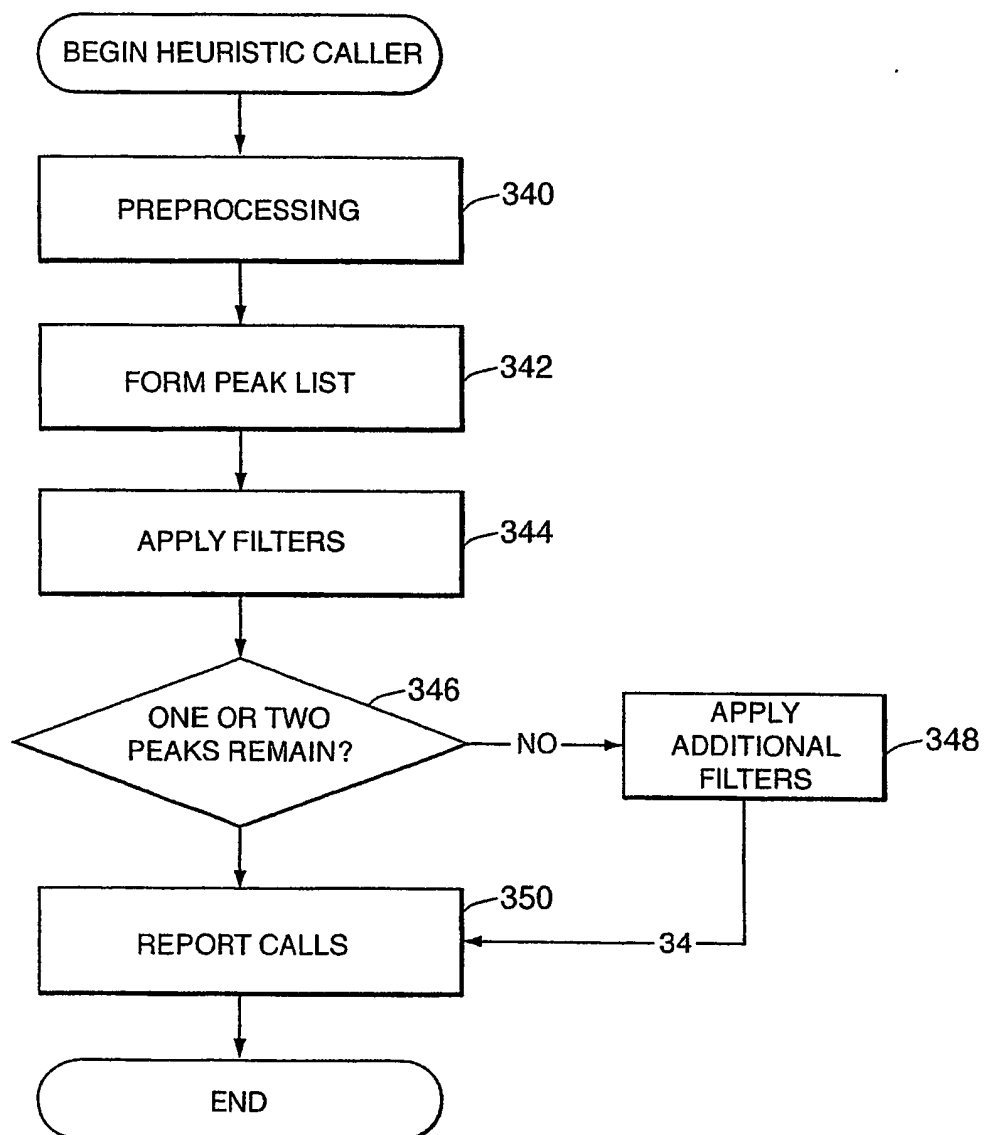 BEGIN HEURISTIC CALLER
PREPROCESSING
340
FORM PEAK LIST
342
APPLY FILTERS
344
ONE OR TWO
PEAKS REMAIN?
346
NO
APPLY
ADDITIONAL
FILTERS
348
REPORT CALLS
350
34
END